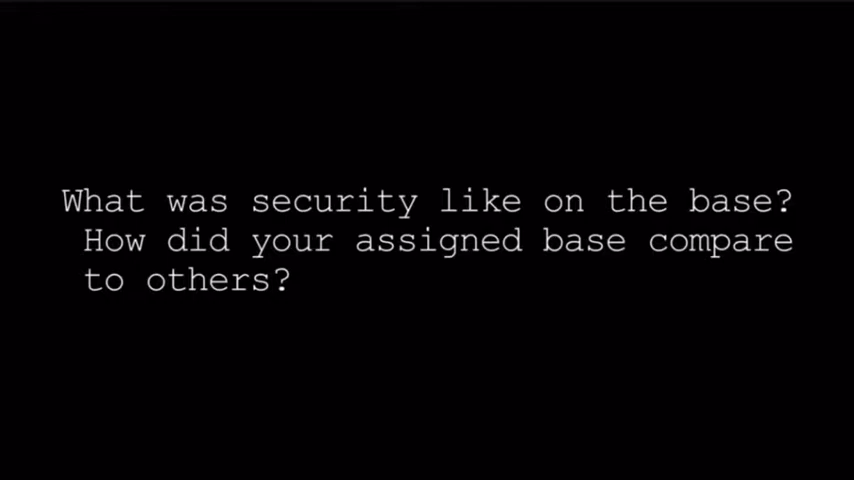 What was security like on the base?
How did your assigned base compare
to others?